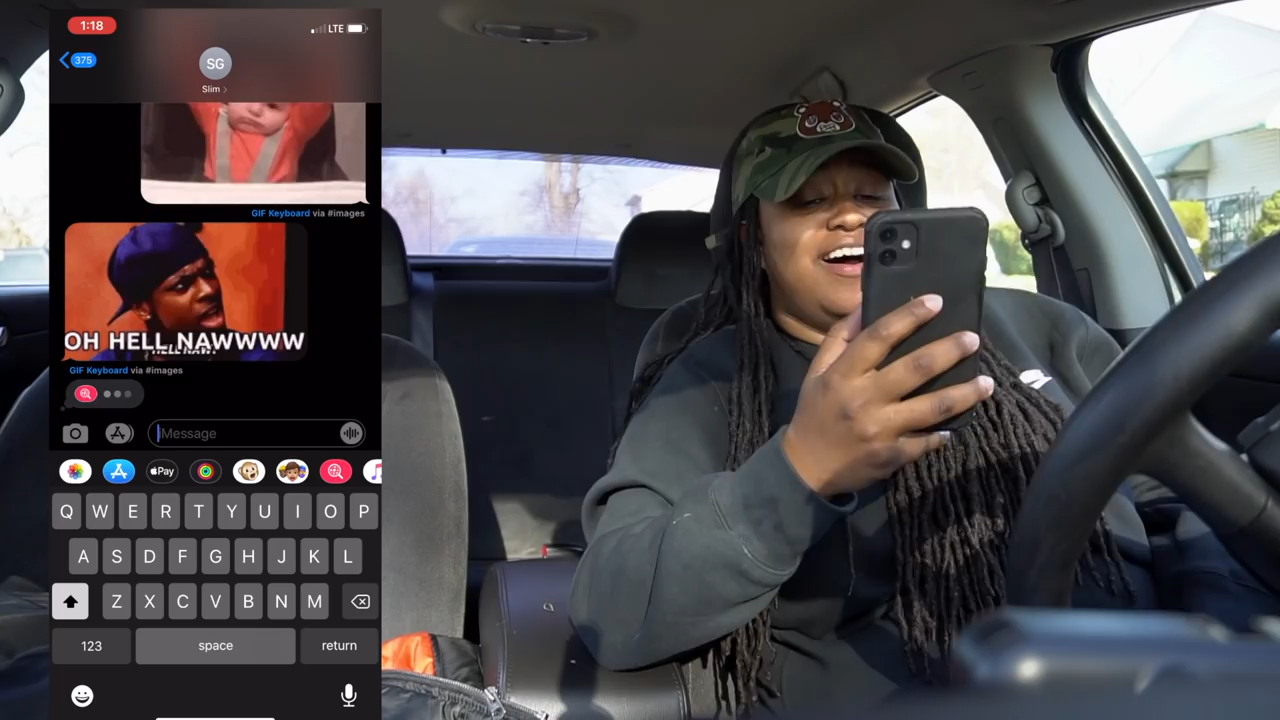 1:18
LTE
375
SG
Slim
GIF Keyboard via #images
OH HELL NAWWWW
GIF Keyboard via #images
iMessage
Pay
Q W E R T Y U I O P
A S D F G H J K L
Z X C V B N M
123 space return